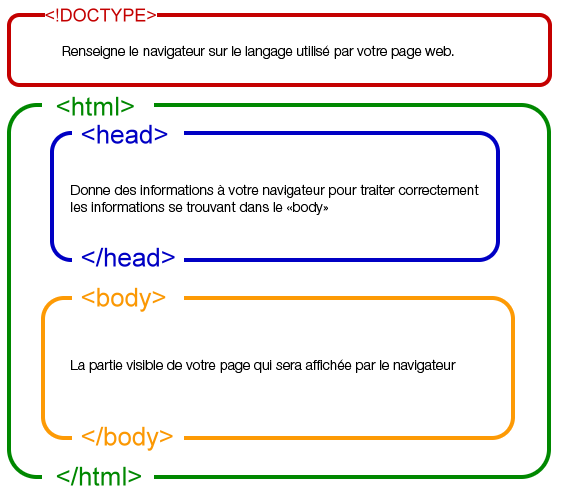 <!DOCTYPE>
Renseigne le navigateur sur le langage utilisé par votre page web.
<html>
<head>
Donne des informations à votre navigateur pour traiter correctement
les informations se trouvant dans le «body»
</head>
<body>
La partie visible de votre page qui sera affichée par le navigateur
</body>
</html>